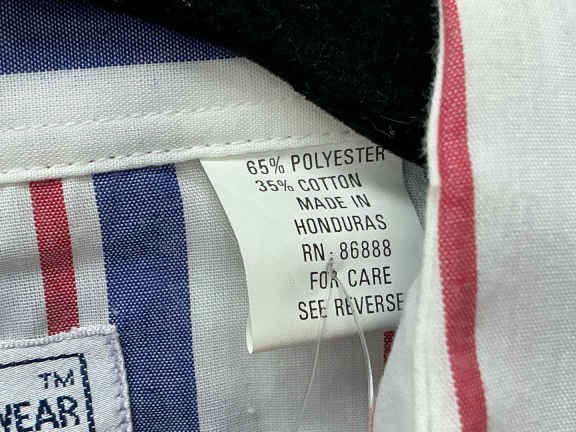 65% POLYESTER
35% COTTON
MADE IN
HONDURAS
RN: 86888
FOR CARE
SEE REVERSE
TM
WEAR